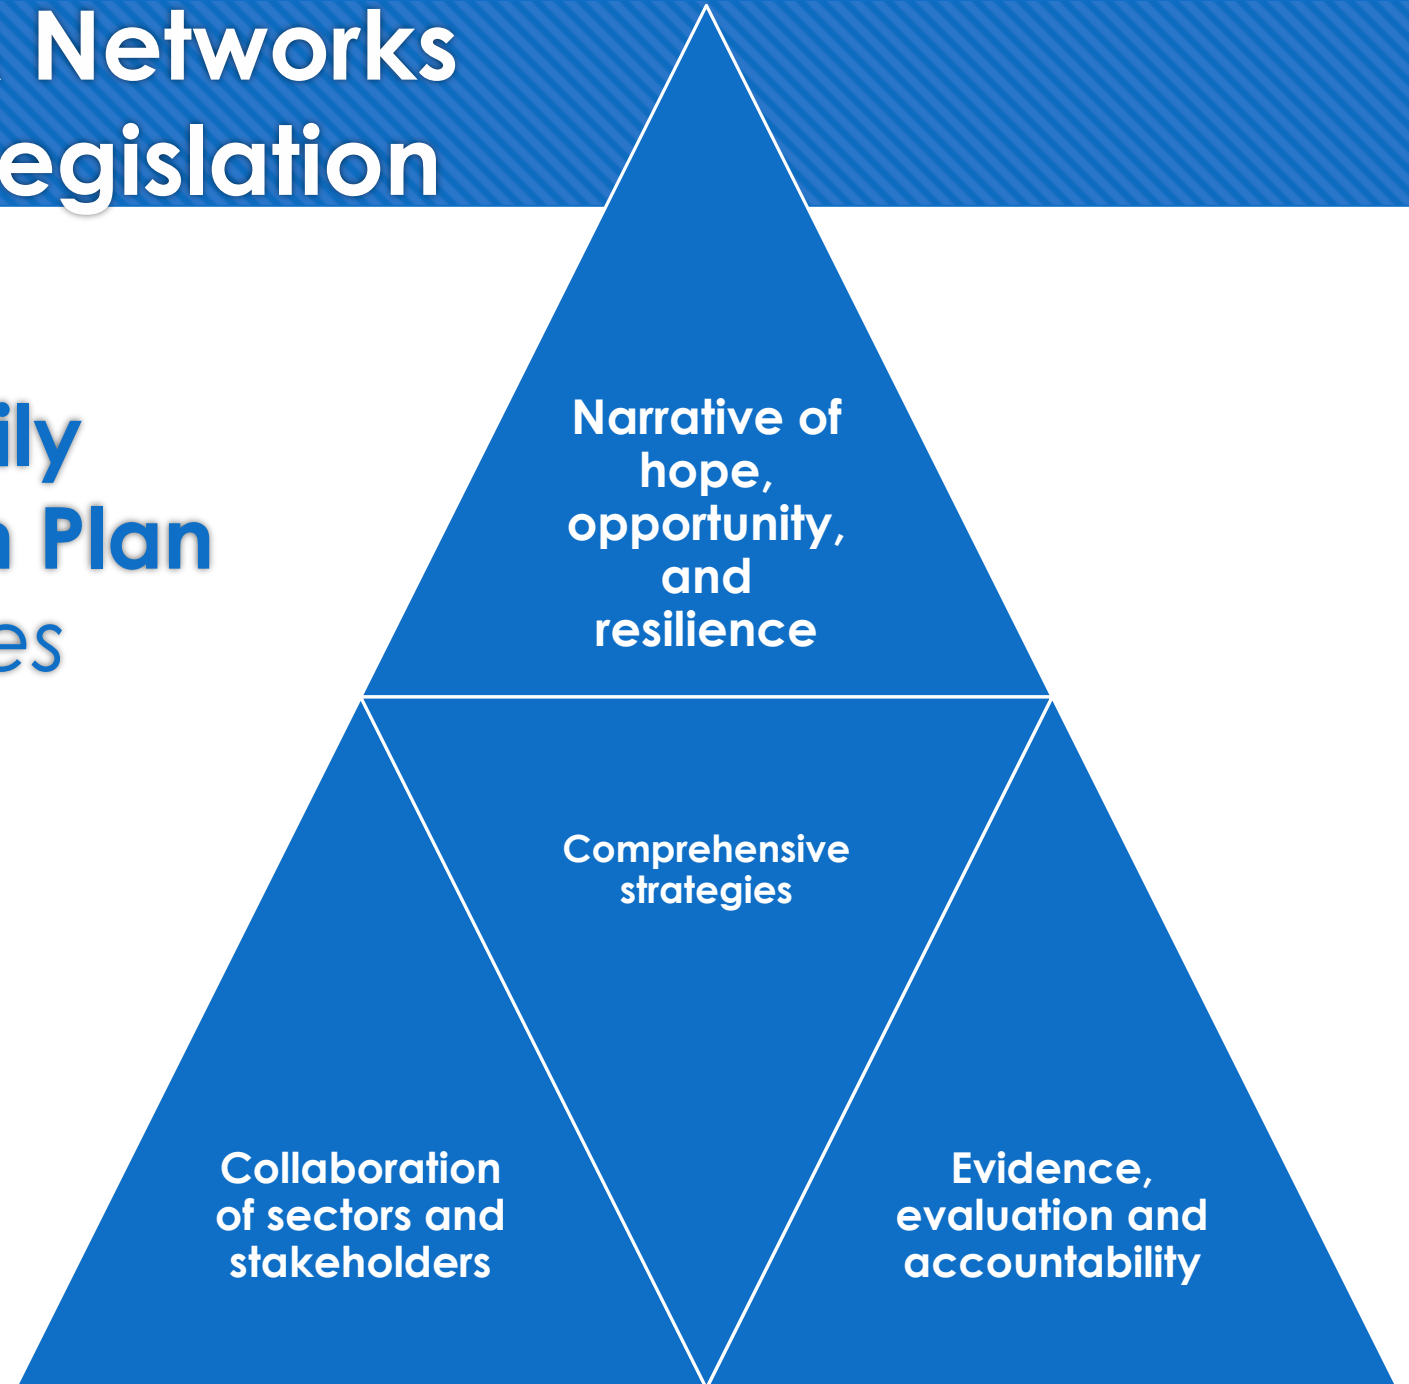 Networks
egislation
ily
Plan
es
Narrative of
hope,
opportunity,
and
resilience
Comprehensive
strategies
Collaboration
of sectors and
stakeholders
Evidence,
evaluation and
accountability